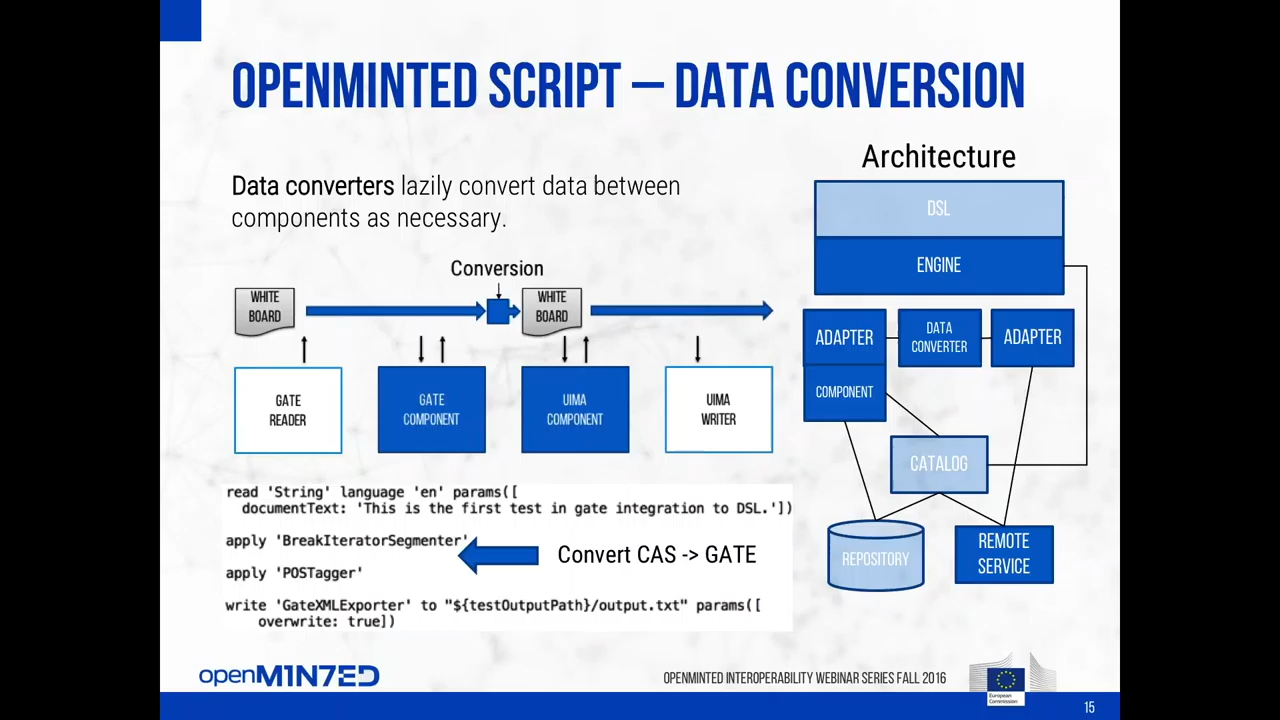 OPENMINTED SCRIPT – DATA CONVERSION
Data converters lazily convert data between
components as necessary.
Conversion
WHITE
BOARD
WHITE
BOARD
GATE
READER
GATE
COMPONENT
UIMA
COMPONENT
UIMA
WRITER
read 'String' language 'en' params([
documentText: 'This is the first test in gate integration to DSL.'])
apply 'BreakIteratorSegmenter'
Convert CAS -> GATE
apply 'POSTagger'
write 'GateXMLExporter' to "${testOutputPath}/output.txt" params([
overwrite: true])
Architecture
DSL
ENGINE
ADAPTER
DATA
CONVERTER
ADAPTER
COMPONENT
CATALOG
REPOSITORY
REMOTE
SERVICE
openM1N7ED
OPENMINTED INTEROPERABILITY WEBINAR SERIES FALL 2016
European
Commission
15